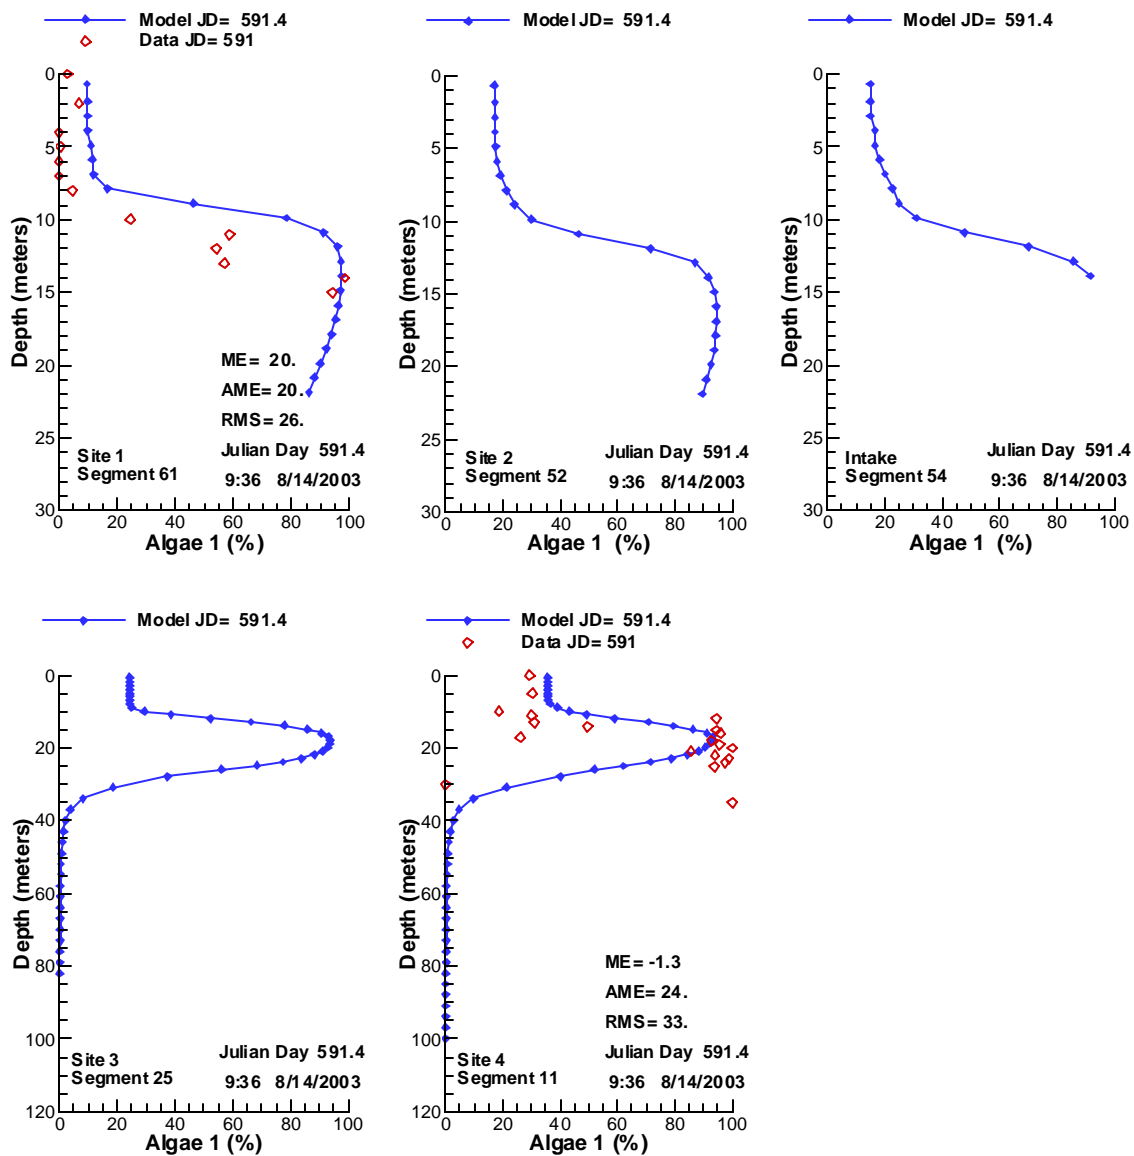 Model JD= 591.4
Data JD= 591
0
5
10
15
20
25
30
Depth (meters)
ME= 20.
AME= 20.
RMS= 26.
Site 1
Segment 61
Julian Day 591.4
9:36 8/14/2003
0 20 40 60 80 100
Algae 1 (%)
Model JD= 591.4
0
5
10
15
20
25
30
Depth (meters)
Site 2
Segment 52
Julian Day 591.4
9:36 8/14/2003
0 20 40 60 80 100
Algae 1 (%)
Model JD= 591.4
0
5
10
15
20
25
30
Depth (meters)
Intake
Segment 54
Julian Day 591.4
9:36 8/14/2003
0 20 40 60 80 100
Algae 1 (%)
Model JD= 591.4
0
20
40
60
80
100
120
Depth (meters)
Site 3
Segment 25
Julian Day 591.4
9:36 8/14/2003
0 20 40 60 80 100
Algae 1 (%)
Model JD= 591.4
Data JD= 591
0
20
40
60
80
100
120
Depth (meters)
ME= -1.3
AME= 24.
RMS= 33.
Site 4
Segment 11
Julian Day 591.4
9:36 8/14/2003
0 20 40 60 80 100
Algae 1 (%)